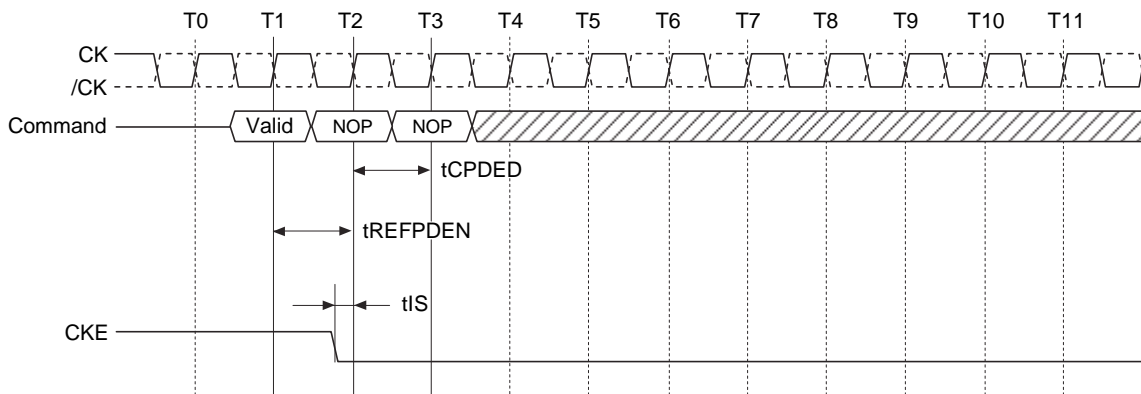 T0 T1 T2 T3 T4 T5 T6 T7 T8 T9 T10 T11
CK
/CK
Command Valid NOP NOP
tCPDED
tREFPDEN
tIS
CKE